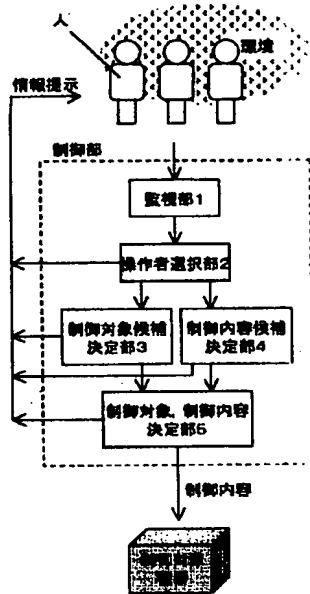 人
環境
情報提示
制御部
監視部1
操作者選択部2
制御対象候補
決定部3
制御内容候補
決定部4
制御対象,制御内容
決定部5
制御内容